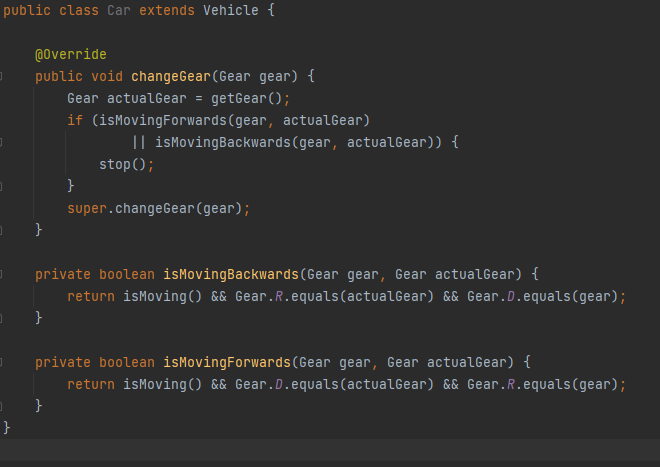 public class Car extends Vehicle {
@Override
public void changeGear(Gear gear) {
Gear actualGear = getGear();
if (isMovingForwards(gear, actualGear)
|| isMovingBackwards(gear, actualGear)) {
stop();
}
super.changeGear(gear);
}
private boolean isMovingBackwards(Gear gear, Gear actualGear) {
return isMoving() && Gear.R.equals(actualGear) && Gear.D.equals(gear);
}
private boolean isMovingForwards(Gear gear, Gear actualGear) {
return isMoving() && Gear.D.equals(actualGear) && Gear.R.equals(gear);
}
}